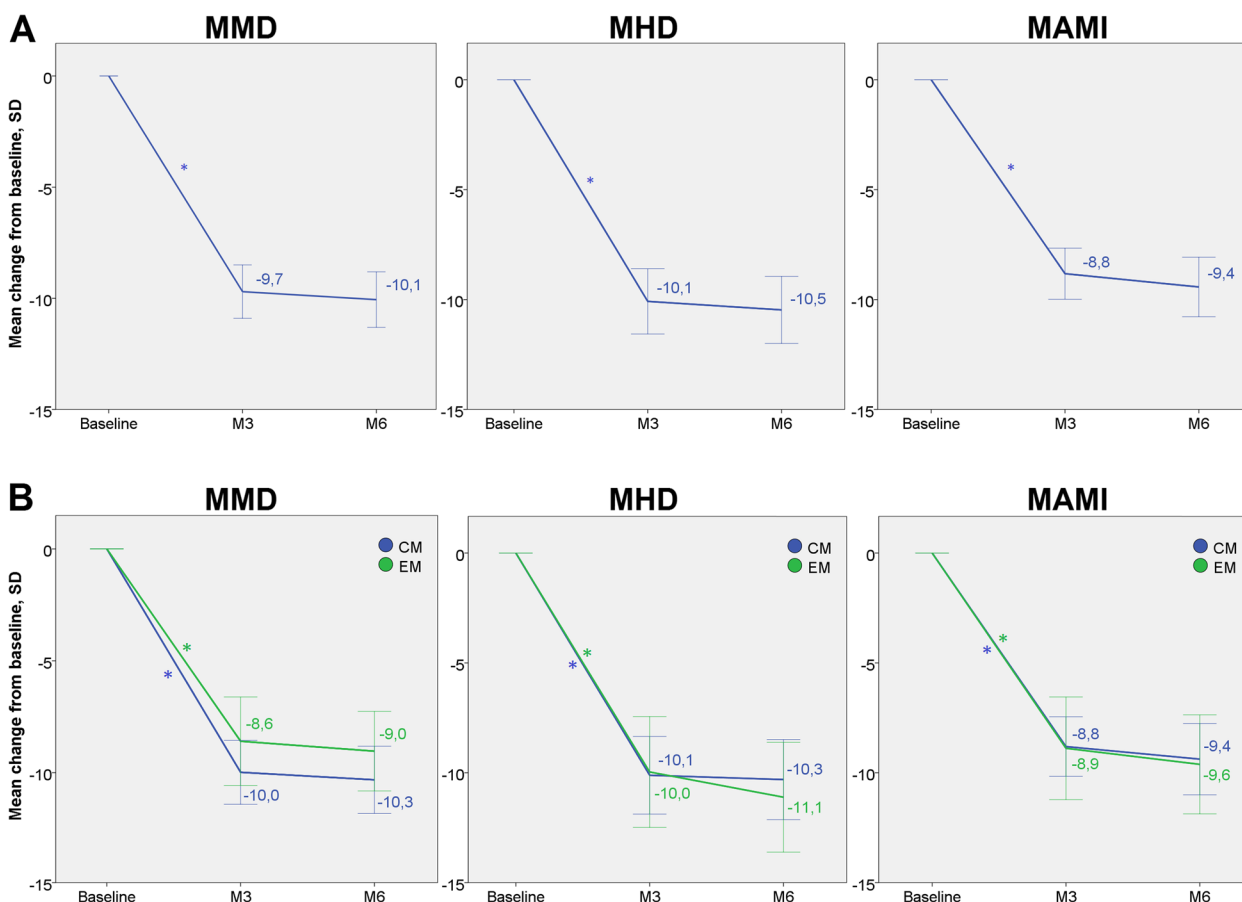 A
MMD
MHD
MAMI
Mean change from baseline, SD
0
-5
-10
-15
*
-9,7
-10,1
Baseline
M3
M6
0
-5
-10
-15
*
-10,1
-10,5
Baseline
M3
M6
0
-5
-10
-15
*
-8,8
-9,4
Baseline
M3
M6
B
MMD
MHD
MAMI
Mean change from baseline, SD
0
-5
-10
-15
CM
EM
*
*
-8,6
-9,0
-10,0
-10,3
Baseline
M3
M6
0
-5
-10
-15
CM
EM
*
*
-10,1
-10,3
-10,0
-11,1
Baseline
M3
M6
0
-5
-10
-15
CM
EM
*
*
-8,8
-9,4
-8,9
-9,6
Baseline
M3
M6